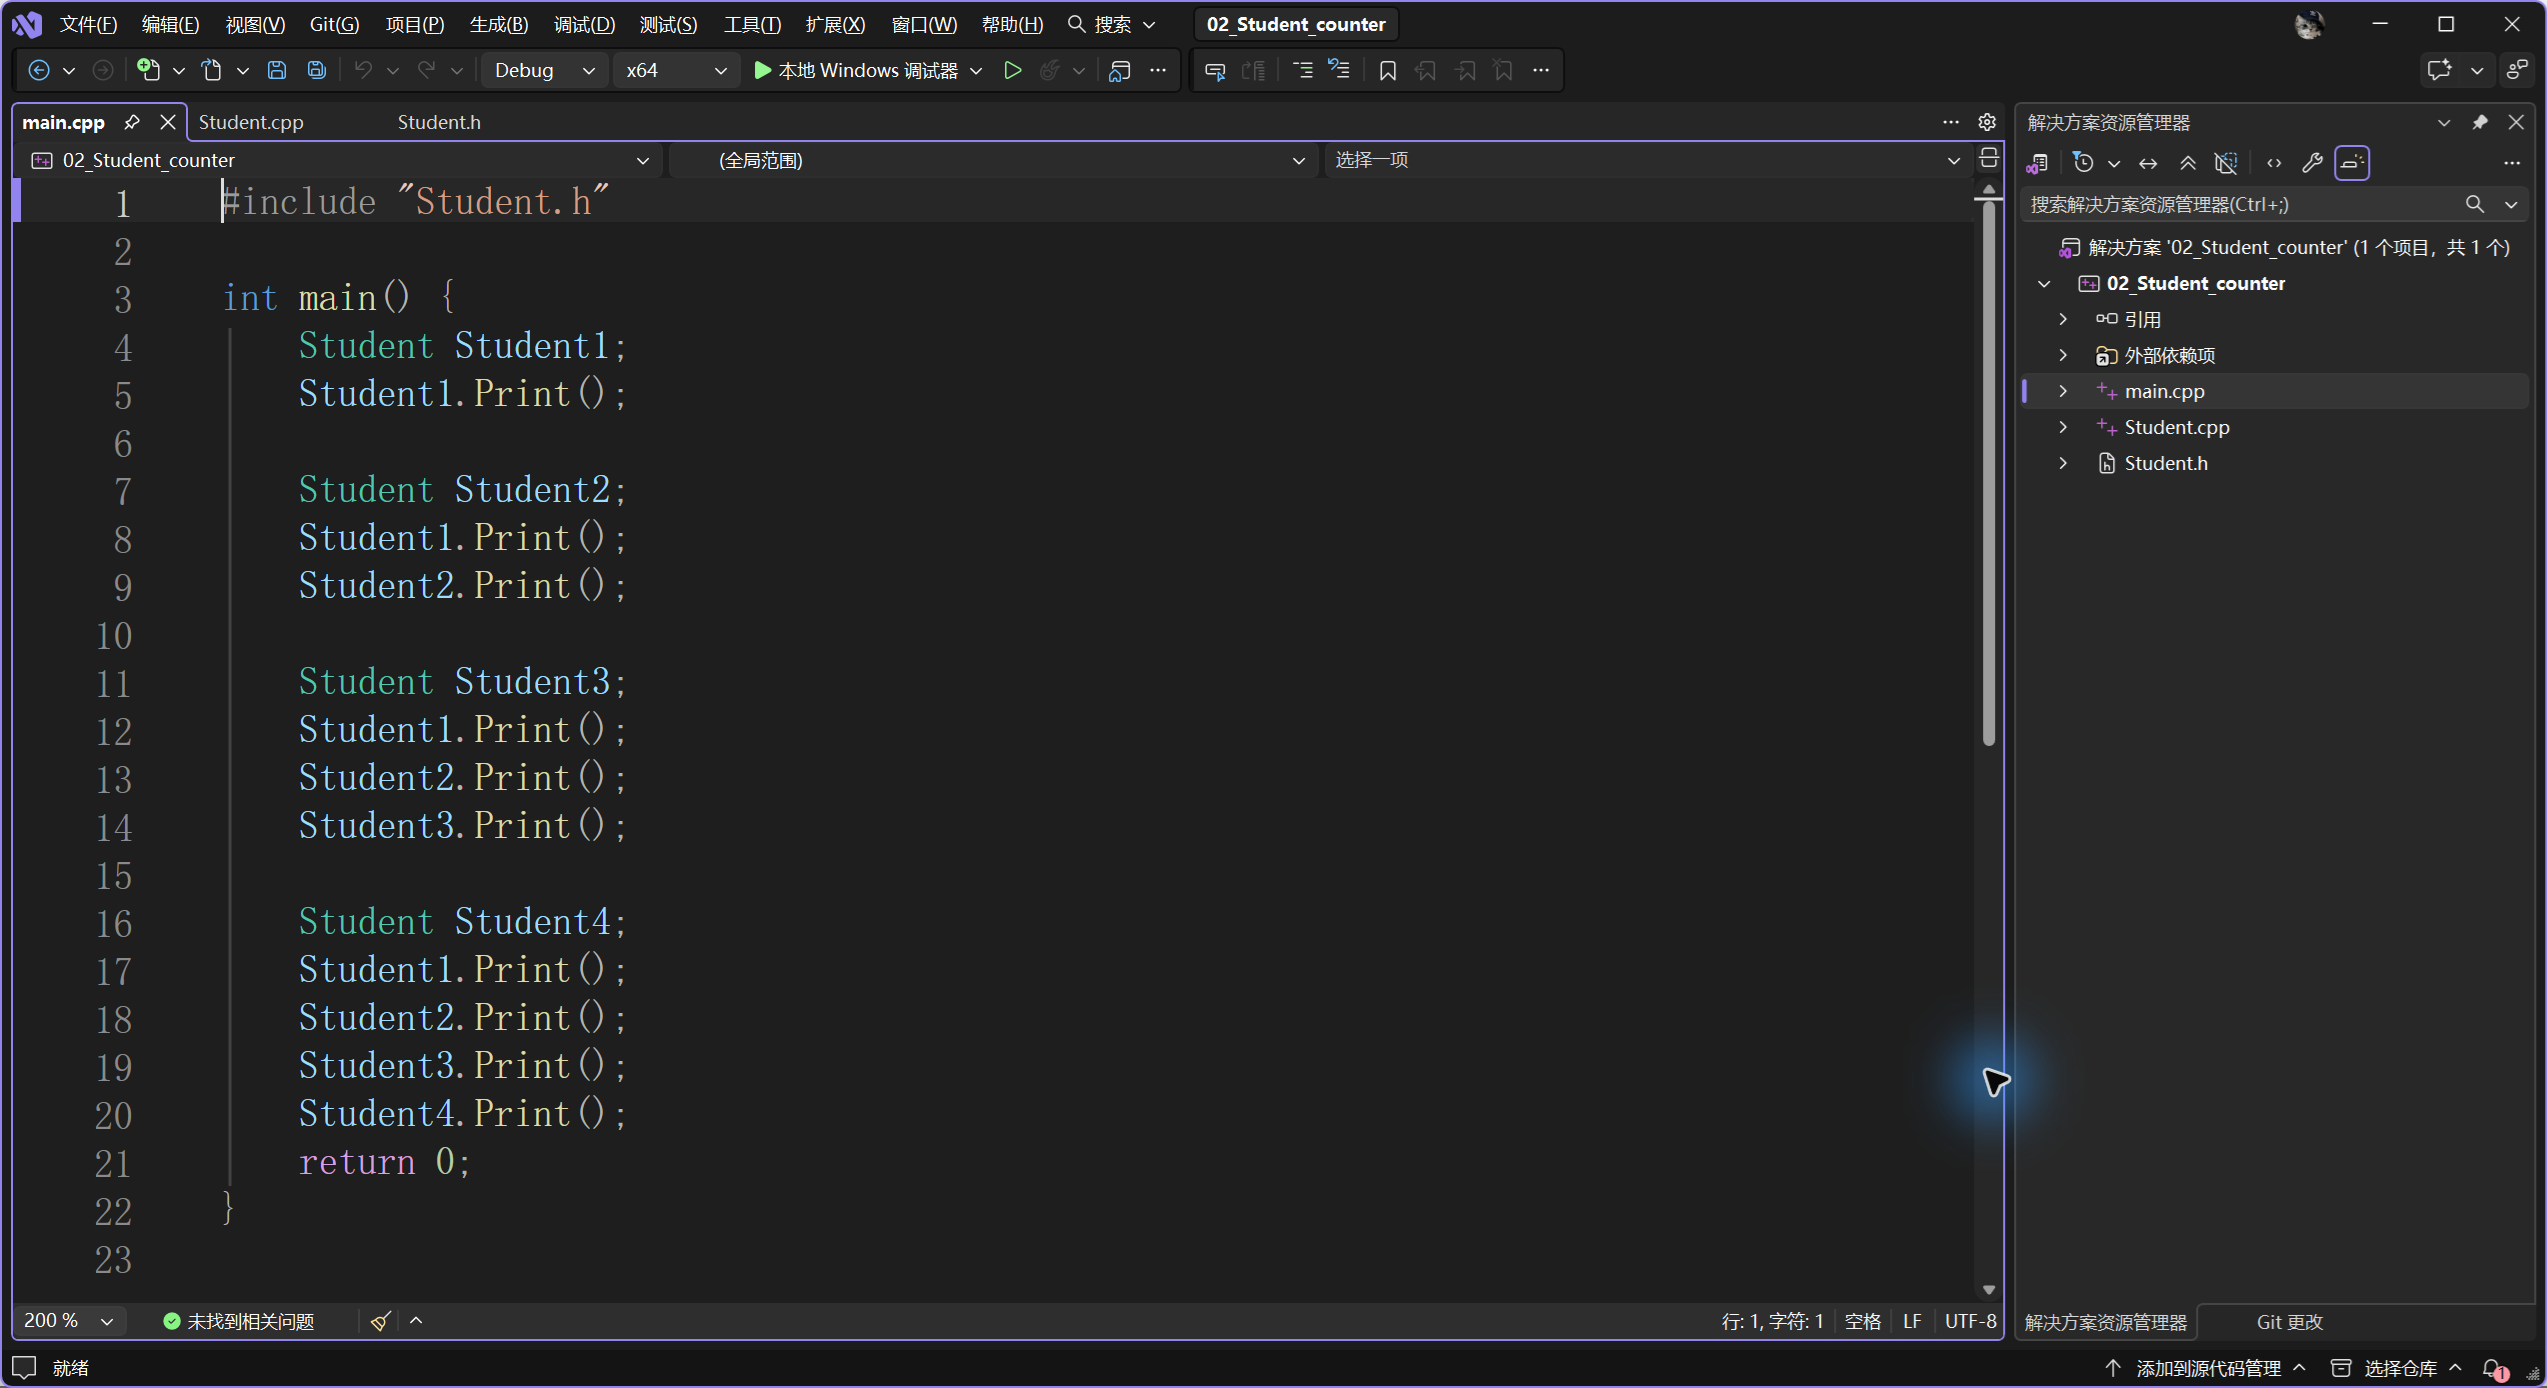 文件(F) 编辑(E) 视图(V) Git(G) 项目(P) 生成(B) 调试(D) 测试(S) 工具(T) 扩展(X) 窗口(W) 帮助(H) 搜索 02_Student_counter
Debug x64 本地 Windows 调试器
main.cpp Student.cpp Student.h
02_Student_counter (全局范围) 选择一项
1 #include "Student.h"
2
3 int main() {
4 Student Student1;
5 Student1.Print();
6
7 Student Student2;
8 Student1.Print();
9 Student2.Print();
10
11 Student Student3;
12 Student1.Print();
13 Student2.Print();
14 Student3.Print();
15
16 Student Student4;
17 Student1.Print();
18 Student2.Print();
19 Student3.Print();
20 Student4.Print();
21 return 0;
22 }
23
200 % 未找到相关问题 行: 1, 字符: 1 空格 LF UTF-8
解决方案资源管理器
搜索解决方案资源管理器(Ctrl+;)
解决方案 '02_Student_counter' (1 个项目，共 1 个)
02_Student_counter
引用
外部依赖项
main.cpp
Student.cpp
Student.h
解决方案资源管理器 Git 更改
就绪 添加到源代码管理 选择仓库 1